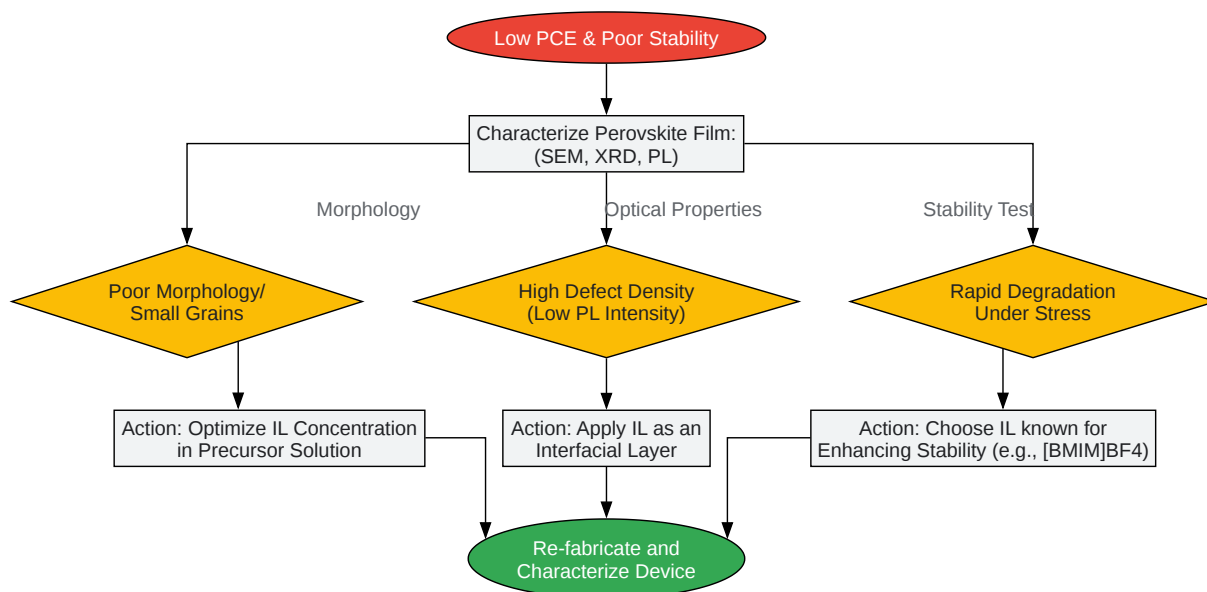 Low PCE & Poor Stability
Characterize Perovskite Film:
(SEM, XRD, PL)
Morphology
Optical Properties
Stability Test
Poor Morphology/
Small Grains
High Defect Density
(Low PL Intensity)
Rapid Degradation
Under Stress
Action: Optimize IL Concentration
in Precursor Solution
Action: Apply IL as an
Interfacial Layer
Action: Choose IL known for
Enhancing Stability (e.g., [BMIM]BF4)
Re-fabricate and
Characterize Device